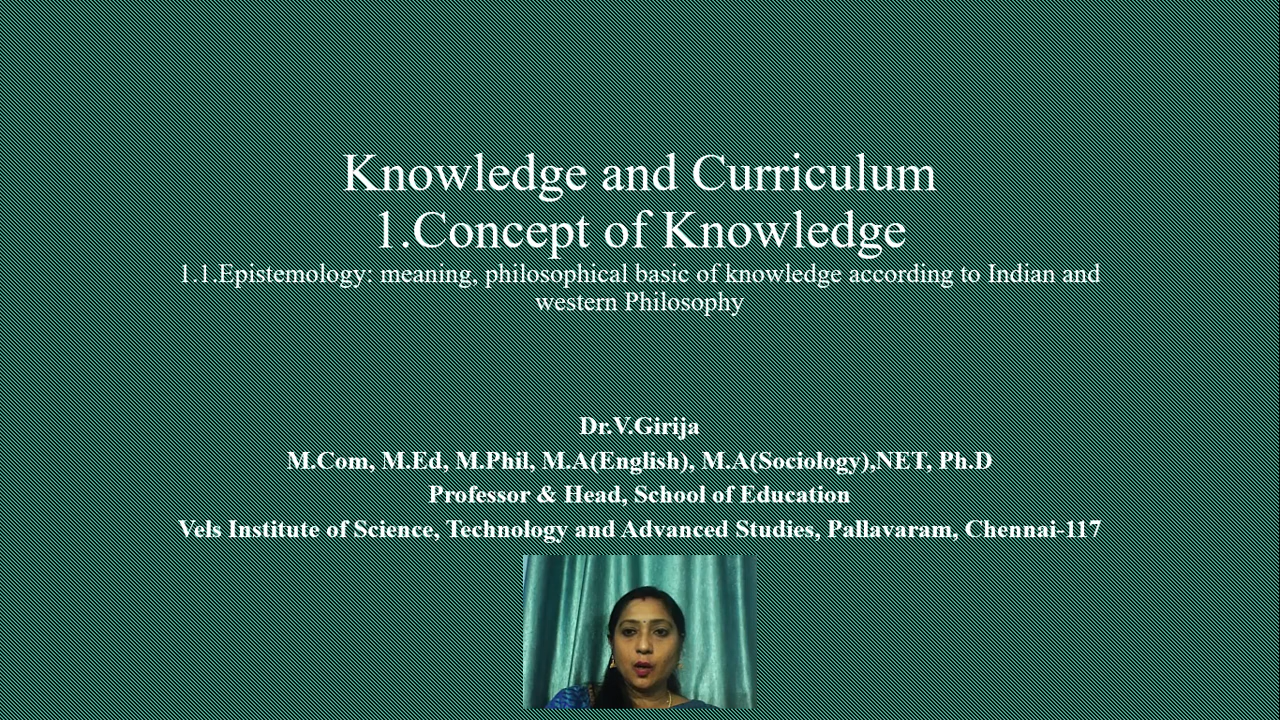 Knowledge and Curriculum
1.Concept of Knowledge
1.1.Epistemology: meaning, philosophical basic of knowledge according to Indian and
western Philosophy
Dr.V.Girija
M.Com, M.Ed, M.Phil, M.A(English), M.A(Sociology),NET, Ph.D
Professor & Head, School of Education
Vels Institute of Science, Technology and Advanced Studies, Pallavaram, Chennai-117